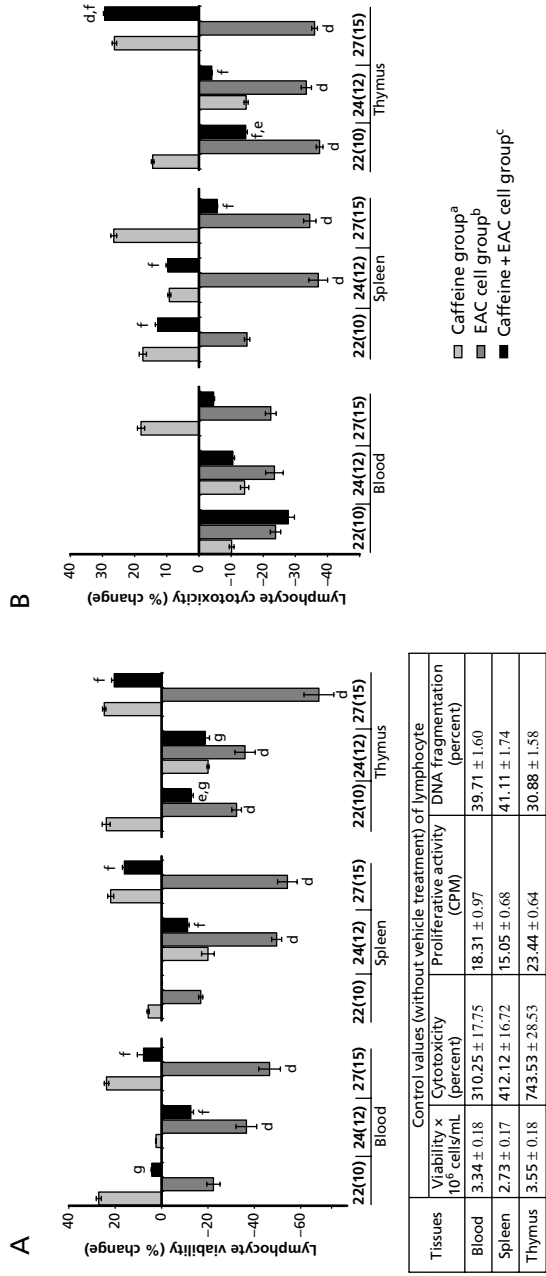 A
Lymphocyte viability (% change)
40
20
0
-20
-40
-60
g
f
d
f
d
f
d
f
d
e,g
d
g
d
f
d
22(10)
24(12)
27(15)
22(10)
24(12)
27(15)
22(10)
24(12)
27(15)
Blood
Spleen
Thymus
B
Lymphocyte cytotoxicity (% change)
40
30
20
10
0
-10
-20
-30
-40
f
f
d
f
d
f,e
d
f
d
d,f
d
22(10)
24(12)
27(15)
22(10)
24(12)
27(15)
22(10)
24(12)
27(15)
Blood
Spleen
Thymus
Caffeine group^a
EAC cell group^b
Caffeine + EAC cell group^c
Control values (without vehicle treatment) of lymphocyte
Tissues | Viability × 10^6 cells/mL | Cytotoxicity (percent) | Proliferative activity (CPM) | DNA fragmentation (percent)
Blood | 3.34 ± 0.18 | 310.25 ± 17.75 | 18.31 ± 0.97 | 39.71 ± 1.60
Spleen | 2.73 ± 0.17 | 412.12 ± 16.72 | 15.05 ± 0.68 | 41.11 ± 1.74
Thymus | 3.55 ± 0.18 | 743.53 ± 28.53 | 23.44 ± 0.64 | 30.88 ± 1.58